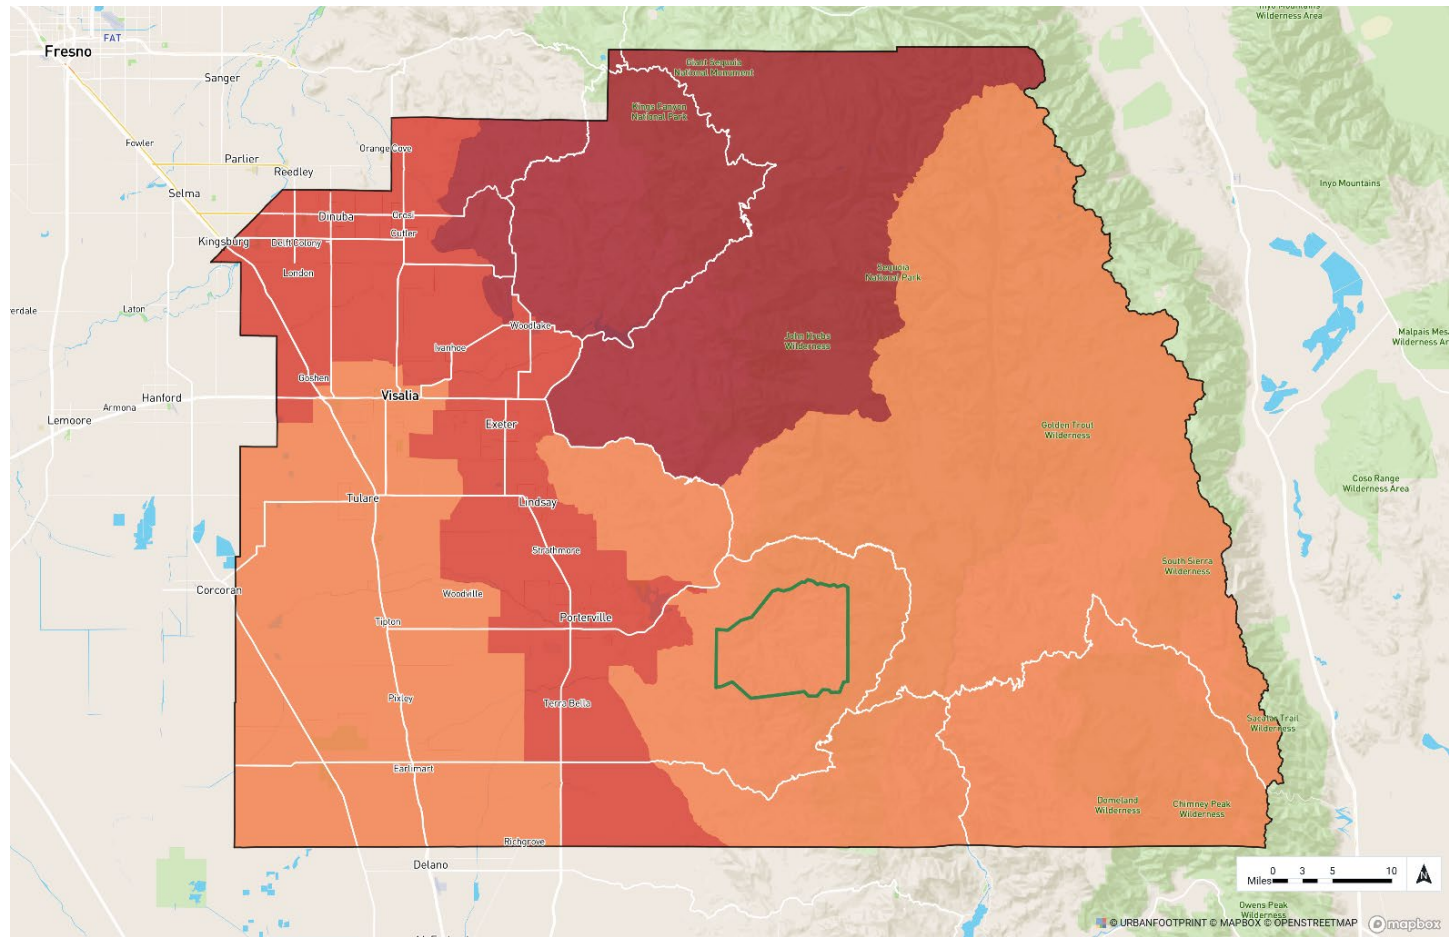 Inyo Mountains
Wilderness Area
FAT
Fresno
Giant Sequoia
National Monument
Sanger
Kings Canyon
National Park
Fowler
Orange Cove
Parlier
Reedley
Inyo Mountains
Selma
Dinuba
Orosi
Cutler
Kingsburg
Delft Colony
London
Sequoia
National Park
Laton
Woodlake
John Krebs
Wilderness
Malpais Mes
Wilderness Ar
Ivanhoe
Goshen
Visalia
Hanford
Armona
Lemoore
Exeter
Golden Trout
Wilderness
Coso Range
Wilderness Area
Tulare
Lindsay
Strathmore
South Sierra
Wilderness
Corcoran
Woodville
Porterville
Tipton
Pixley
Terra Bella
Sacatar Trail
Wilderness
Earlimart
Domeland
Wilderness
Chimney Peak
Wilderness
Richgrove
Delano
0 3 5 10
Miles
N
Owens Peak
Wilderness
© URBANFOOTPRINT © MAPBOX © OPENSTREETMAP
mapbox